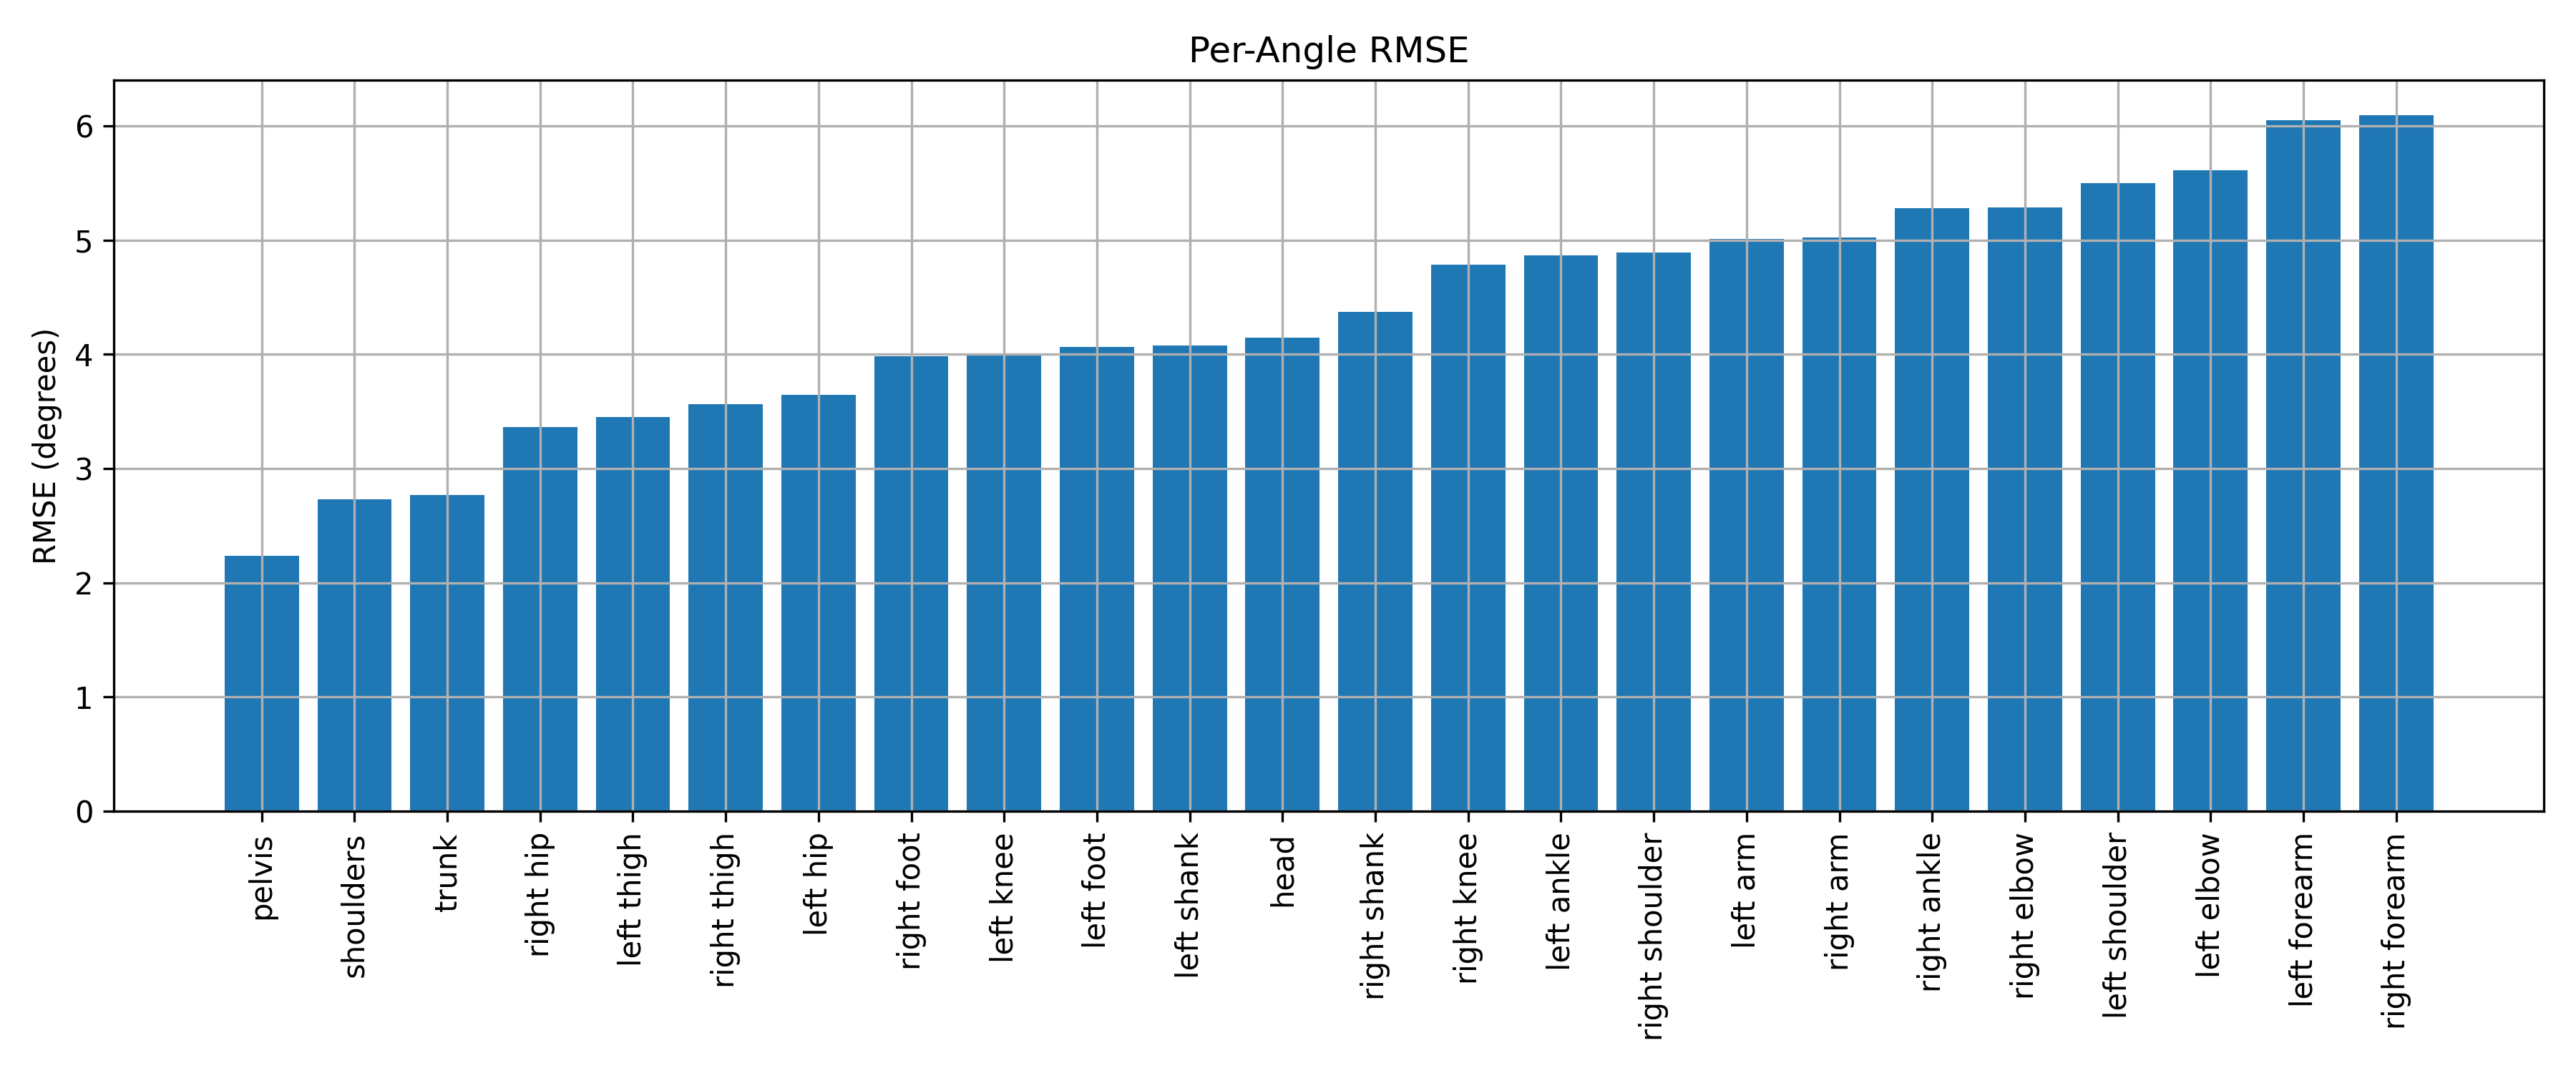 Per-Angle RMSE
RMSE (degrees)
6
5
4
3
2
1
0
pelvis
shoulders
trunk
right hip
left thigh
right thigh
left hip
right foot
left knee
left foot
left shank
head
right shank
right knee
left ankle
right shoulder
left arm
right arm
right ankle
right elbow
left shoulder
left elbow
left forearm
right forearm